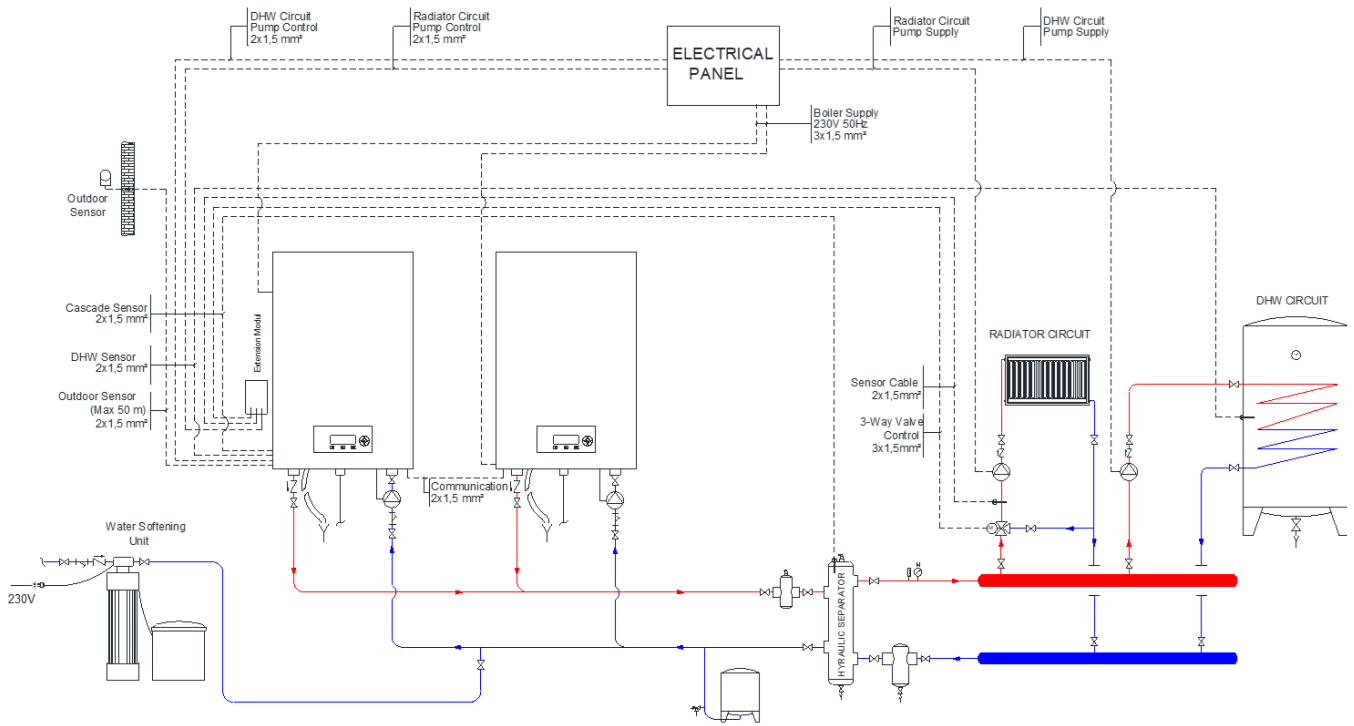 DHW Circuit
Pump Control
2x1,5 mm²
Radiator Circuit
Pump Control
2x1,5 mm²
ELECTRICAL
PANEL
Radiator Circuit
Pump Supply
DHW Circuit
Pump Supply
Boiler Supply
230V 50Hz
3x1,5 mm²
Outdoor
Sensor
Cascade Sensor
2x1,5 mm²
DHW Sensor
2x1,5 mm²
Outdoor Sensor
(Max 50 m)
2x1,5 mm²
Extension Modul
Communication
2x1,5 mm²
Sensor Cable
2x1,5mm²
3-Way Valve
Control
3x1,5mm²
RADIATOR CIRCUIT
DHW CIRCUIT
M
Water Softening
Unit
230V
HYRAULIC SEPARATOR